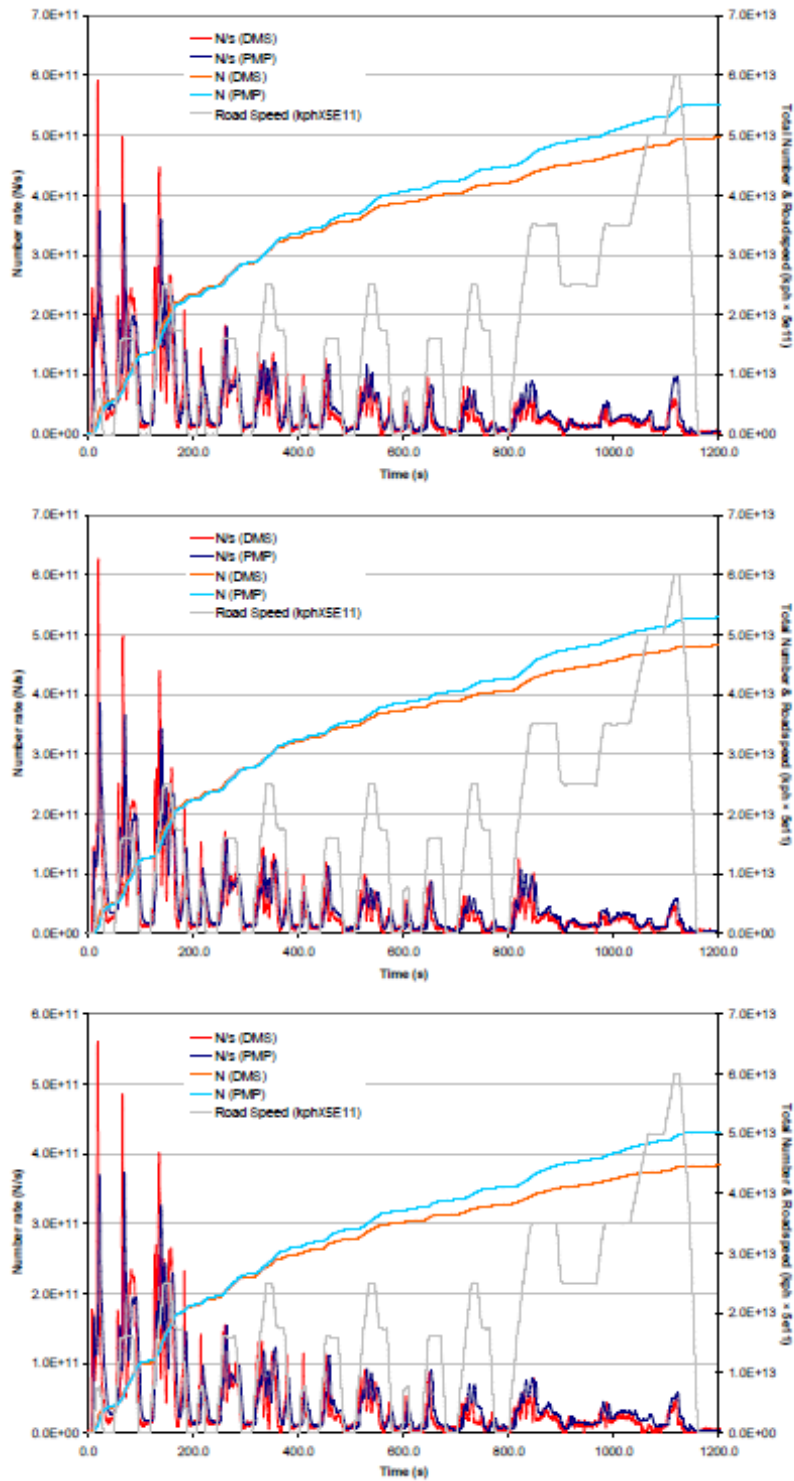 7.0E+11
6.0E+11
5.0E+11
4.0E+11
3.0E+11
2.0E+11
1.0E+11
0.0E+00
Number rate (N/s)
N/s (DMS)
N/s (PMP)
N (DMS)
N (PMP)
Road Speed (kphX5E11)
7.0E+13
6.0E+13
5.0E+13
4.0E+13
3.0E+13
2.0E+13
1.0E+13
0.0E+00
Total Number & Roadspeed (kph × 5e11)
0.0 200.0 400.0 600.0 800.0 1000.0 1200.0
Time (s)
7.0E+11
6.0E+11
5.0E+11
4.0E+11
3.0E+11
2.0E+11
1.0E+11
0.0E+00
Number rate (N/s)
N/s (DMS)
N/s (PMP)
N (DMS)
N (PMP)
Road Speed (kphX5E11)
7.0E+13
6.0E+13
5.0E+13
4.0E+13
3.0E+13
2.0E+13
1.0E+13
0.0E+00
Total Number & Roadspeed (kph × 5e11)
0.0 200.0 400.0 600.0 800.0 1000.0 1200.0
Time (s)
6.0E+11
5.0E+11
4.0E+11
3.0E+11
2.0E+11
1.0E+11
0.0E+00
Number rate (N/s)
N/s (DMS)
N/s (PMP)
N (DMS)
N (PMP)
Road Speed (kphX5E11)
7.0E+13
6.0E+13
5.0E+13
4.0E+13
3.0E+13
2.0E+13
1.0E+13
0.0E+00
Total Number & Roadspeed (kph × 5e11)
0.0 200.0 400.0 600.0 800.0 1000.0 1200.0
Time (s)